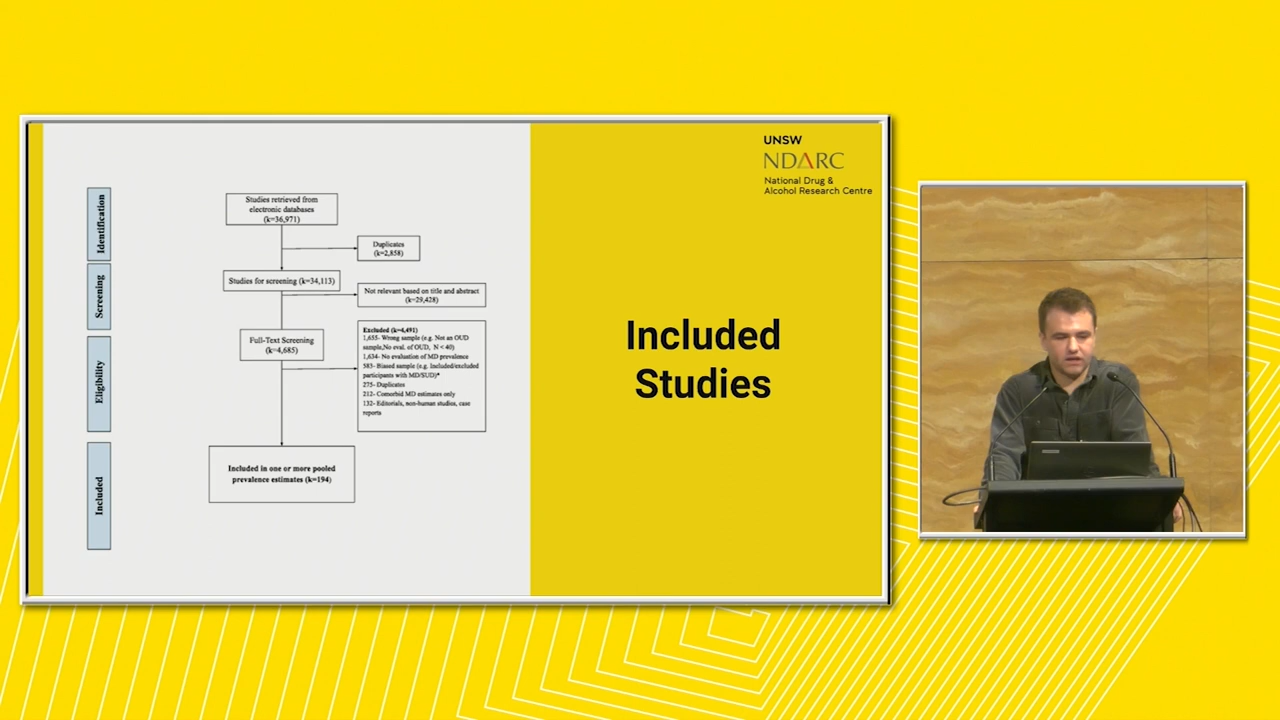 UNSW
NDARC
National Drug &
Alcohol Research Centre
Identification
Screening
Eligibility
Included
Studies retrieved from
electronic databases
(k=36,971)
Duplicates
(k=2,858)
Studies for screening (k=34,113)
Not relevant based on title and abstract
(k=29,428)
Full-Text Screening
(k=4,685)
Excluded (k=4,491)
1,655- Wrong sample (e.g. Not an OUD
sample,No eval. of OUD, N < 40)
1,634- No evaluation of MD prevalence
583- Biased sample (e.g. Included/excluded
participants with MD/SUD)*
275- Duplicates
212- Comorbid MD estimates only
132- Editorials, non-human studies, case
reports
Included in one or more pooled
prevalence estimates (k=194)
Included
Studies